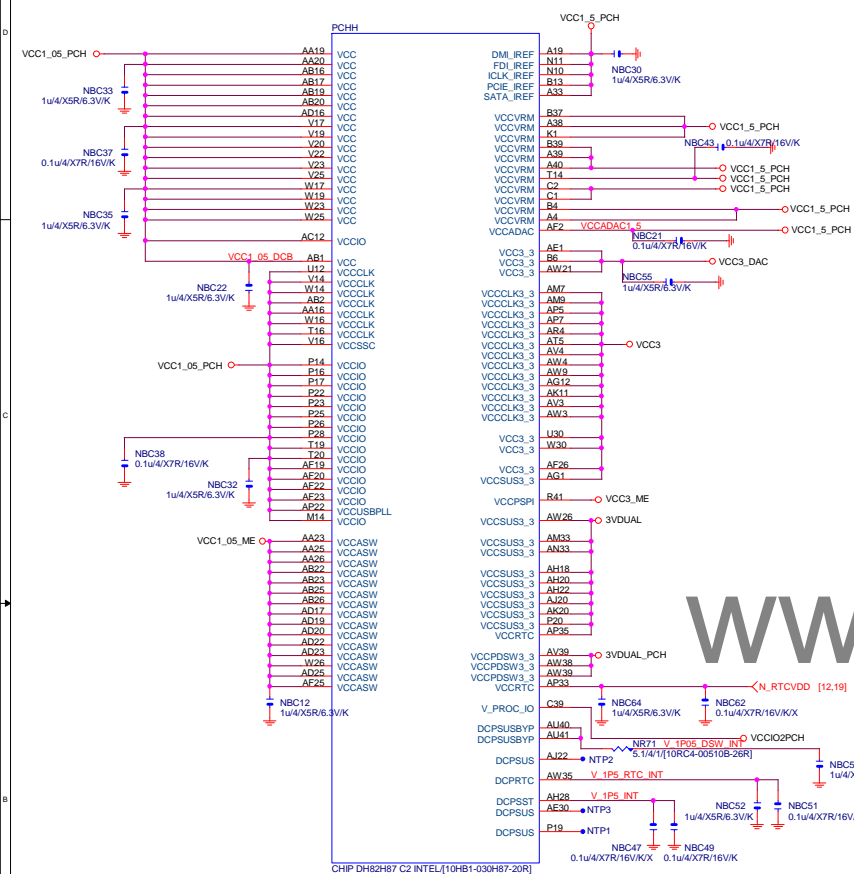 D
C
B
PCHH
VCC1_05_PCH
NBC33
1u/4/X5R/6.3V/K
NBC37
0.1u/4/X7R/16V/K
NBC35
1u/4/X5R/6.3V/K
AA19 VCC
AA20 VCC
AB16 VCC
AB17 VCC
AB19 VCC
AB20 VCC
AD16 VCC
V17 VCC
V19 VCC
V20 VCC
V22 VCC
V23 VCC
V25 VCC
W17 VCC
W19 VCC
W23 VCC
W25 VCC
AC12 VCCIO
VCC1_05_DCB AB1 VCC
NBC22
1u/4/X5R/6.3V/K
U12 VCCCLK
V14 VCCCLK
W14 VCCCLK
AB2 VCCCLK
AA16 VCCCLK
W16 VCCCLK
T16 VCCCLK
V16 VCCSSC
VCC1_05_PCH
P14 VCCIO
P16 VCCIO
P17 VCCIO
P22 VCCIO
P23 VCCIO
P25 VCCIO
P26 VCCIO
P28 VCCIO
T19 VCCIO
T20 VCCIO
AF19 VCCIO
AF20 VCCIO
AF22 VCCIO
AF23 VCCIO
AP22 VCCUSBPLL
M14 VCCIO
NBC38
0.1u/4/X7R/16V/K
NBC32
1u/4/X5R/6.3V/K
VCC1_05_ME
AA23 VCCASW
AA25 VCCASW
AA26 VCCASW
AB22 VCCASW
AB23 VCCASW
AB25 VCCASW
AB26 VCCASW
AD17 VCCASW
AD19 VCCASW
AD20 VCCASW
AD22 VCCASW
AD23 VCCASW
W26 VCCASW
AD25 VCCASW
AF25 VCCASW
NBC12
1u/4/X5R/6.3V/K
VCC1_5_PCH
DMI_IREF A19
FDI_IREF N11
ICLK_IREF N10
PCIE_IREF B13
SATA_IREF A33
NBC30
1u/4/X5R/6.3V/K
VCCVRM B37
VCCVRM A38
VCCVRM K1
VCCVRM B39
VCCVRM A39
VCCVRM A40
VCCVRM T14
VCCVRM C2
VCCVRM C1
VCCVRM B4
VCCVRM A4
VCC1_5_PCH
NBC43 0.1u/4/X7R/16V/K
VCC1_5_PCH
VCC1_5_PCH
VCC1_5_PCH
VCC1_5_PCH
VCCADAC AF2 VCCADAC1_5
VCC1_5_PCH
NBC21
0.1u/4/X7R/16V/K
VCC3_3 AE1
VCC3_3 B6
VCC3_3 AW21
VCC3_DAC
NBC55
1u/4/X5R/6.3V/K
VCCCLK3_3 AM7
VCCCLK3_3 AM9
VCCCLK3_3 AP5
VCCCLK3_3 AP7
VCCCLK3_3 AR4
VCCCLK3_3 AT5
VCCCLK3_3 AV4
VCCCLK3_3 AW4
VCCCLK3_3 AW9
VCCCLK3_3 AG12
VCCCLK3_3 AK11
VCCCLK3_3 AV3
VCCCLK3_3 AW3
VCC3
VCC3_3 U30
VCC3_3 W30
VCC3_3 AF26
VCCSUS3_3 AG1
VCCPSPI R41 VCC3_ME
VCCSUS3_3 AW26 3VDUAL
VCCSUS3_3 AM33
VCCSUS3_3 AN33
VCCSUS3_3 AH18
VCCSUS3_3 AH20
VCCSUS3_3 AH22
VCCSUS3_3 AJ20
VCCSUS3_3 AK20
VCCSUS3_3 P20
VCCRTC AP35
VCCPDSW3_3 AV39 3VDUAL_PCH
VCCPDSW3_3 AW38
VCCPDSW3_3 AW39
VCCRTC AP33 N_RTCVDD [12,19]
NBC64
1u/4/X5R/6.3V/K
NBC62
0.1u/4/X7R/16V/K/X
V_PROC_IO C39
VCCIO2PCH
DCPSUSBYP AU40
DCPSUSBYP AU41
NR71 V_1P05_DSW_INT
5.1/4/1/[10RC4-00510B-26R]
DCPSUS AJ22 NTP2
DCPRTC AW35 V_1P5_RTC_INT
NBC52
1u/4/X5R/6.3V/K
NBC51
0.1u/4/X7R/16V/
NBC5
1u/4/X
DCPSST AH28 V_1P5_INT
DCPSUS AE30 NTP3
DCPSUS P19 NTP1
NBC47
0.1u/4/X7R/16V/K/X
NBC49
0.1u/4/X7R/16V/K
CHIP DH82H87 C2 INTEL/[10HB1-030H87-20R]